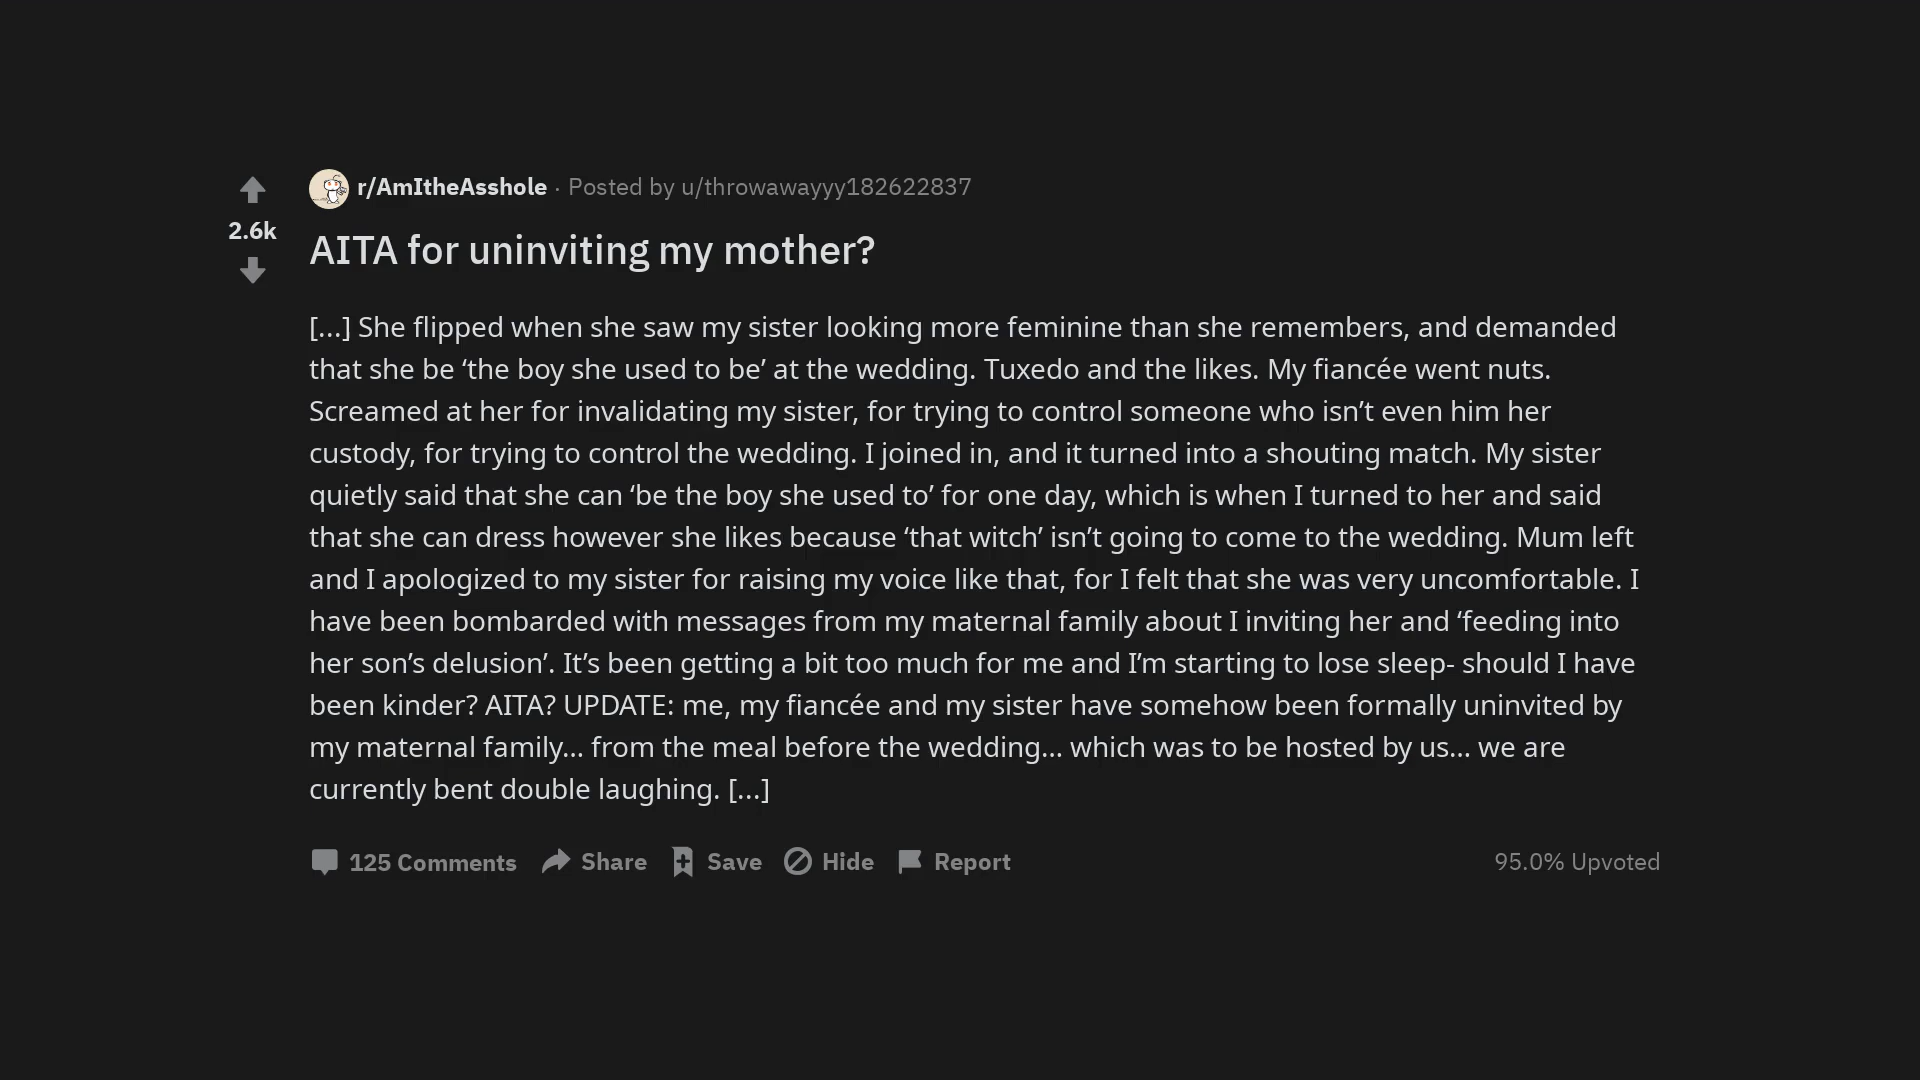 r/AmItheAsshole · Posted by u/throwawayyy182622837
2.6k
AITA for uninviting my mother?
[...] She flipped when she saw my sister looking more feminine than she remembers, and demanded
that she be ‘the boy she used to be’ at the wedding. Tuxedo and the likes. My fiancée went nuts.
Screamed at her for invalidating my sister, for trying to control someone who isn’t even him her
custody, for trying to control the wedding. I joined in, and it turned into a shouting match. My sister
quietly said that she can ‘be the boy she used to’ for one day, which is when I turned to her and said
that she can dress however she likes because ‘that witch’ isn’t going to come to the wedding. Mum left
and I apologized to my sister for raising my voice like that, for I felt that she was very uncomfortable. I
have been bombarded with messages from my maternal family about I inviting her and ‘feeding into
her son’s delusion’. It’s been getting a bit too much for me and I’m starting to lose sleep- should I have
been kinder? AITA? UPDATE: me, my fiancée and my sister have somehow been formally uninvited by
my maternal family... from the meal before the wedding... which was to be hosted by us... we are
currently bent double laughing. [...]
125 Comments Share Save Hide Report 95.0% Upvoted